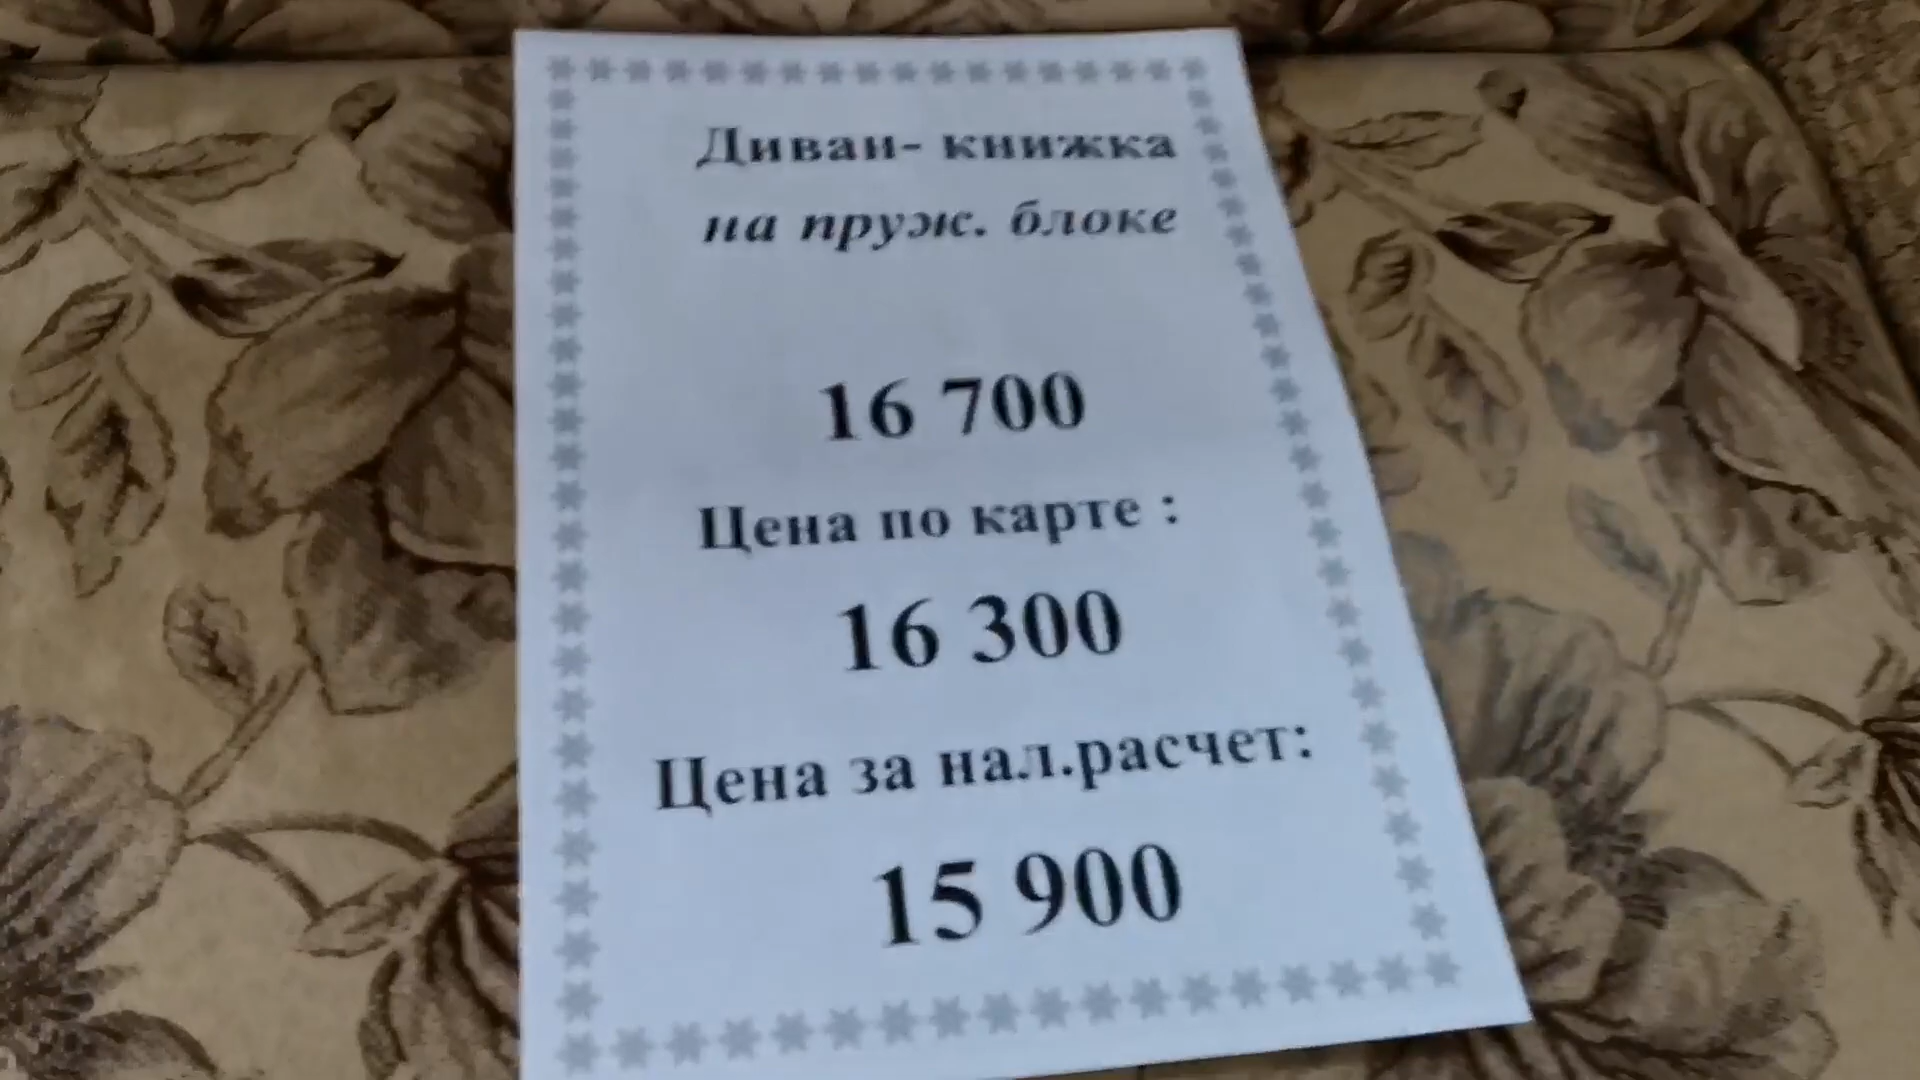 Диван- книжка
на пруж. блоке
16 700
Цена по карте :
16 300
Цена за нал.расчет:
15 900